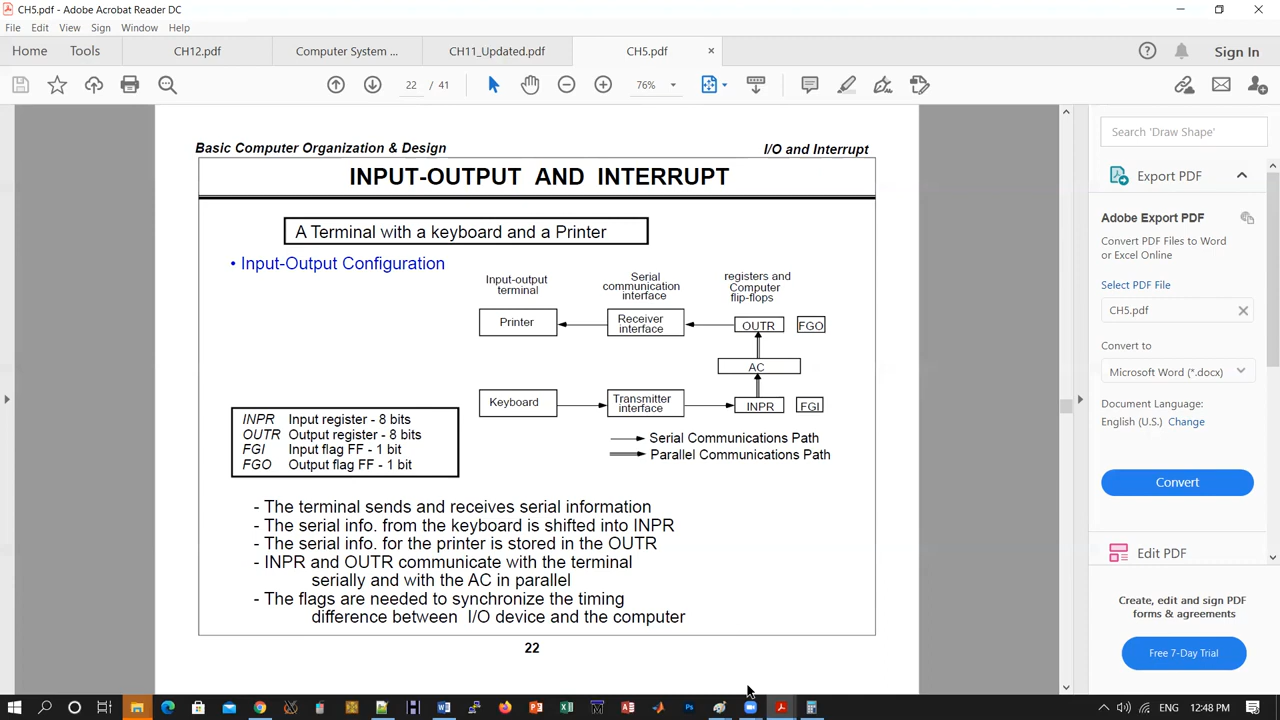 CH5.pdf - Adobe Acrobat Reader DC
File Edit View Sign Window Help
Home Tools CH12.pdf Computer System ... CH11_Updated.pdf CH5.pdf × Sign In
22 / 41 76%
Basic Computer Organization & Design I/O and Interrupt
INPUT-OUTPUT AND INTERRUPT
A Terminal with a keyboard and a Printer
• Input-Output Configuration
Input-output
terminal
Serial
communication
interface
registers and
Computer
flip-flops
Printer
Receiver
interface
OUTR
FGO
AC
Keyboard
Transmitter
interface
INPR
FGI
Serial Communications Path
Parallel Communications Path
INPR Input register - 8 bits
OUTR Output register - 8 bits
FGI Input flag FF - 1 bit
FGO Output flag FF - 1 bit
- The terminal sends and receives serial information
- The serial info. from the keyboard is shifted into INPR
- The serial info. for the printer is stored in the OUTR
- INPR and OUTR communicate with the terminal
serially and with the AC in parallel
- The flags are needed to synchronize the timing
difference between I/O device and the computer
22
Search 'Draw Shape'
Export PDF
Adobe Export PDF
Convert PDF Files to Word
or Excel Online
Select PDF File
CH5.pdf
Convert to
Microsoft Word (*.docx)
Document Language:
English (U.S.) Change
Convert
Edit PDF
Create, edit and sign PDF
forms & agreements
Free 7-Day Trial
ENG 12:48 PM